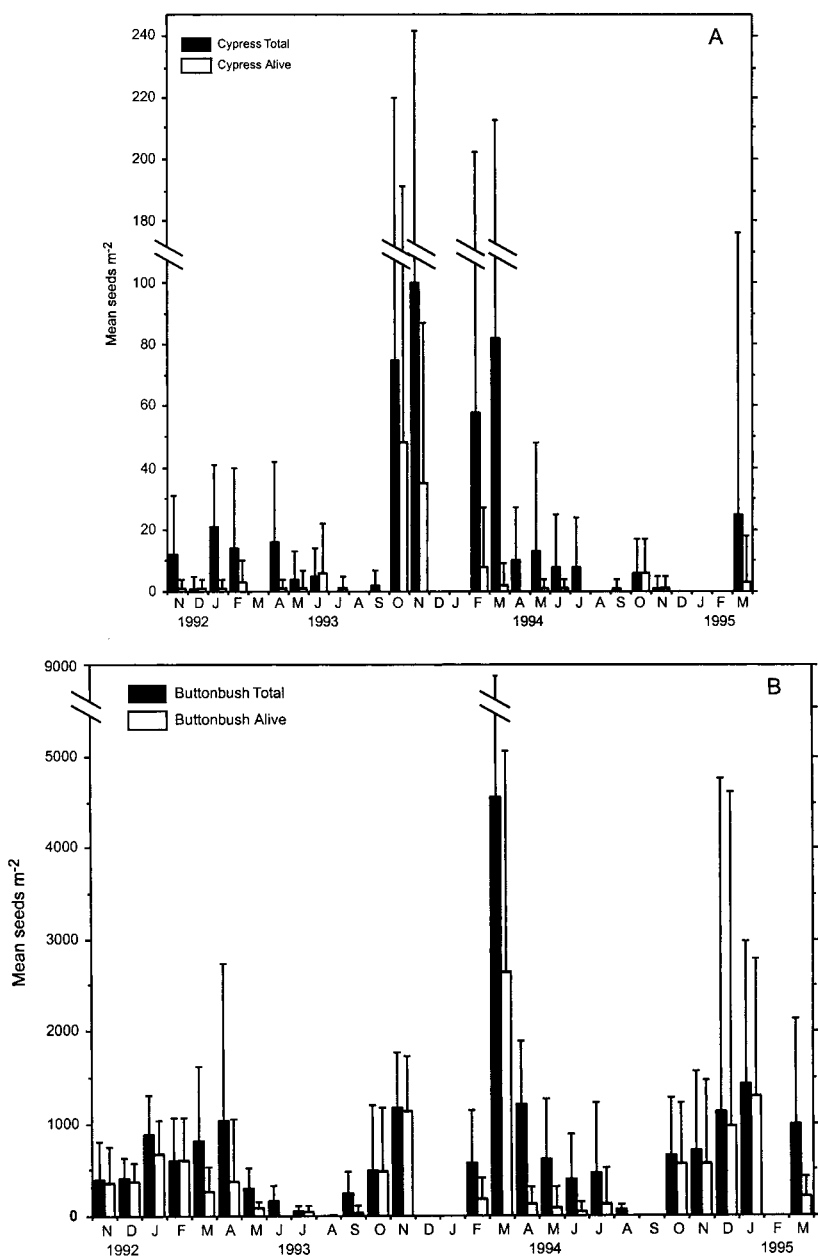 A
Cypress Total
Cypress Alive
Mean seeds m-2
240
220
200
180
100
80
60
40
20
0
N D J F M A M J J A S O N D J F M A M J J A S O N D J F M
1992 1993 1994 1995
B
Buttonbush Total
Buttonbush Alive
Mean seeds m-2
9000
5000
4000
3000
2000
1000
0
N D J F M A M J J A S O N D J F M A M J J A S O N D J F M
1992 1993 1994 1995